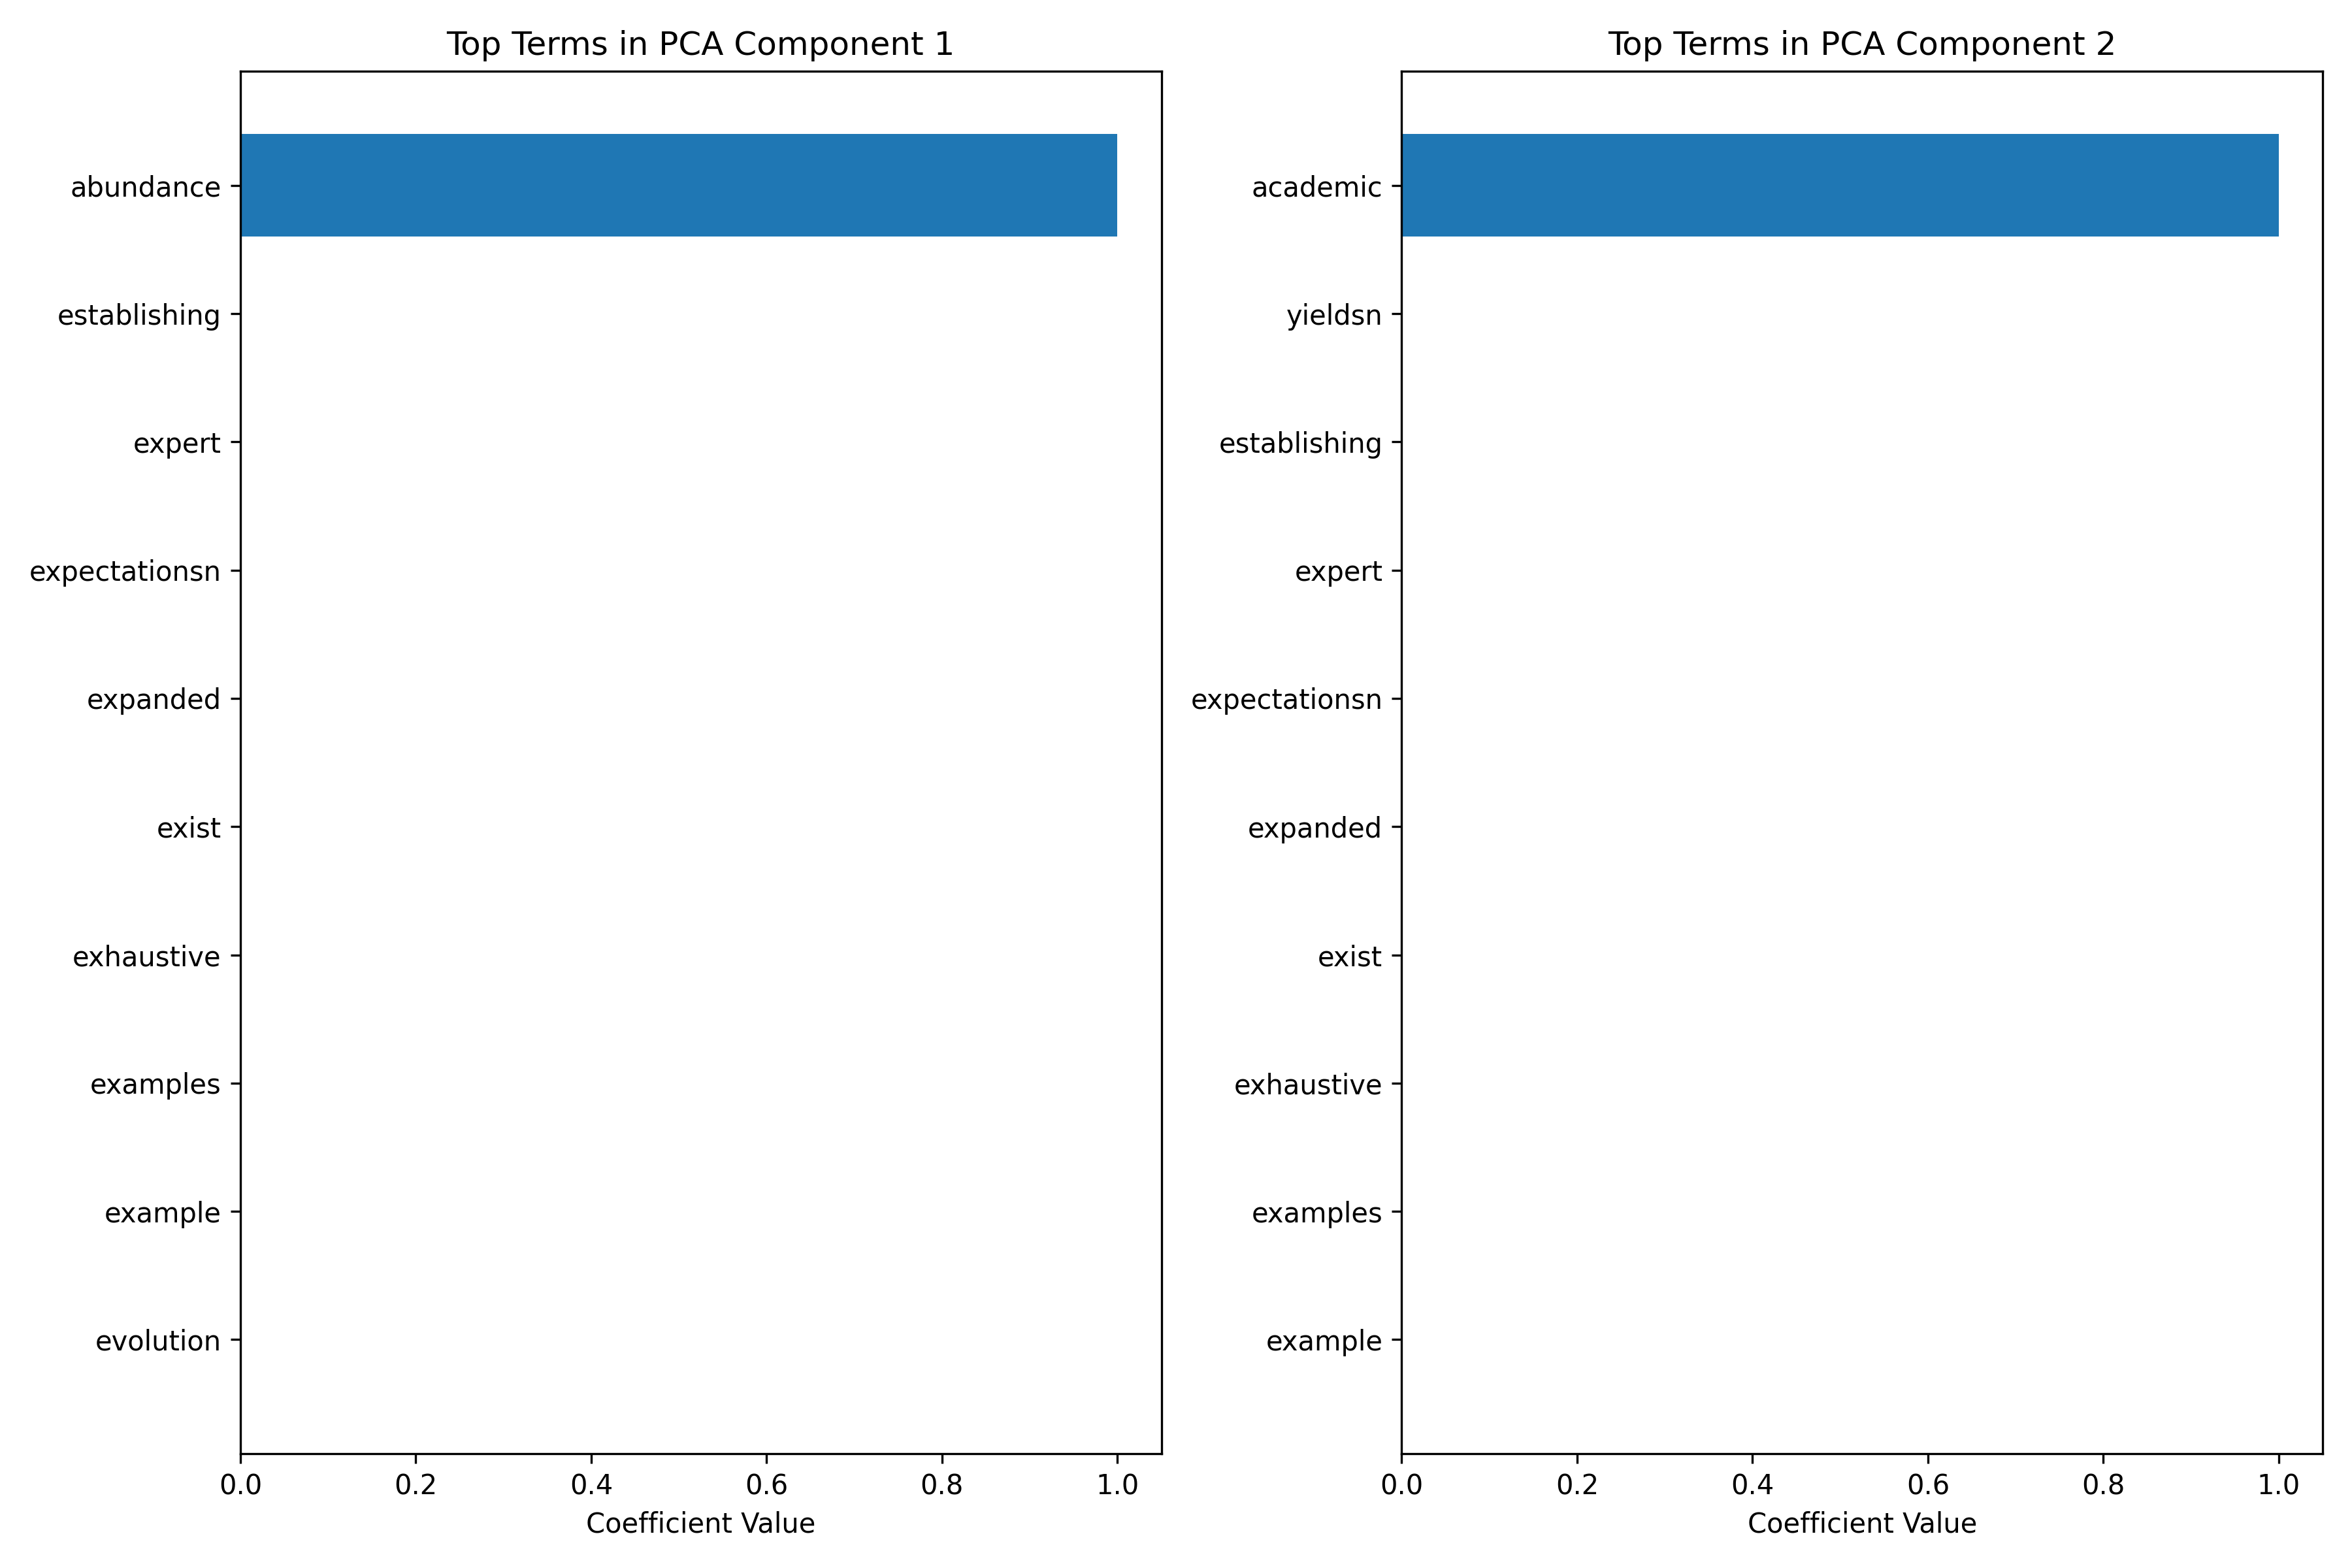 Top Terms in PCA Component 1
abundance
establishing
expert
expectationsn
expanded
exist
exhaustive
examples
example
evolution
0.0 0.2 0.4 0.6 0.8 1.0
Coefficient Value
Top Terms in PCA Component 2
academic
yieldsn
establishing
expert
expectationsn
expanded
exist
exhaustive
examples
example
0.0 0.2 0.4 0.6 0.8 1.0
Coefficient Value